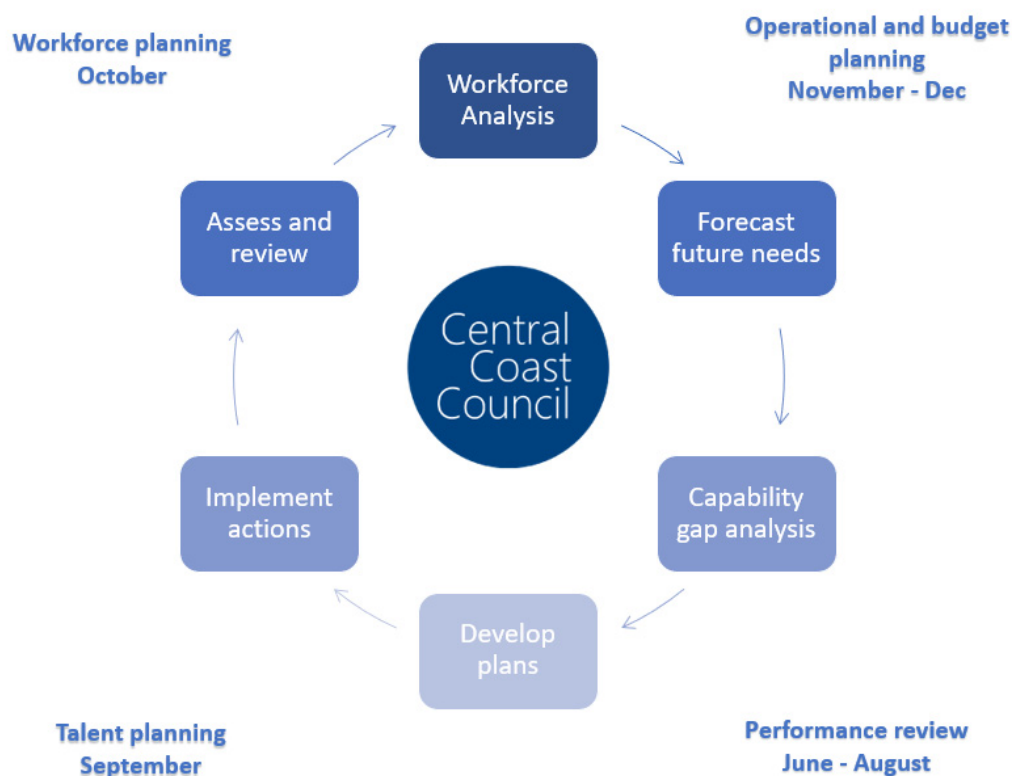 Workforce planning
October
Operational and budget
planning
November - Dec
Workforce
Analysis
Assess and
review
Forecast
future needs
Central
Coast
Council
Implement
actions
Capability
gap analysis
Develop
plans
Talent planning
September
Performance review
June - August